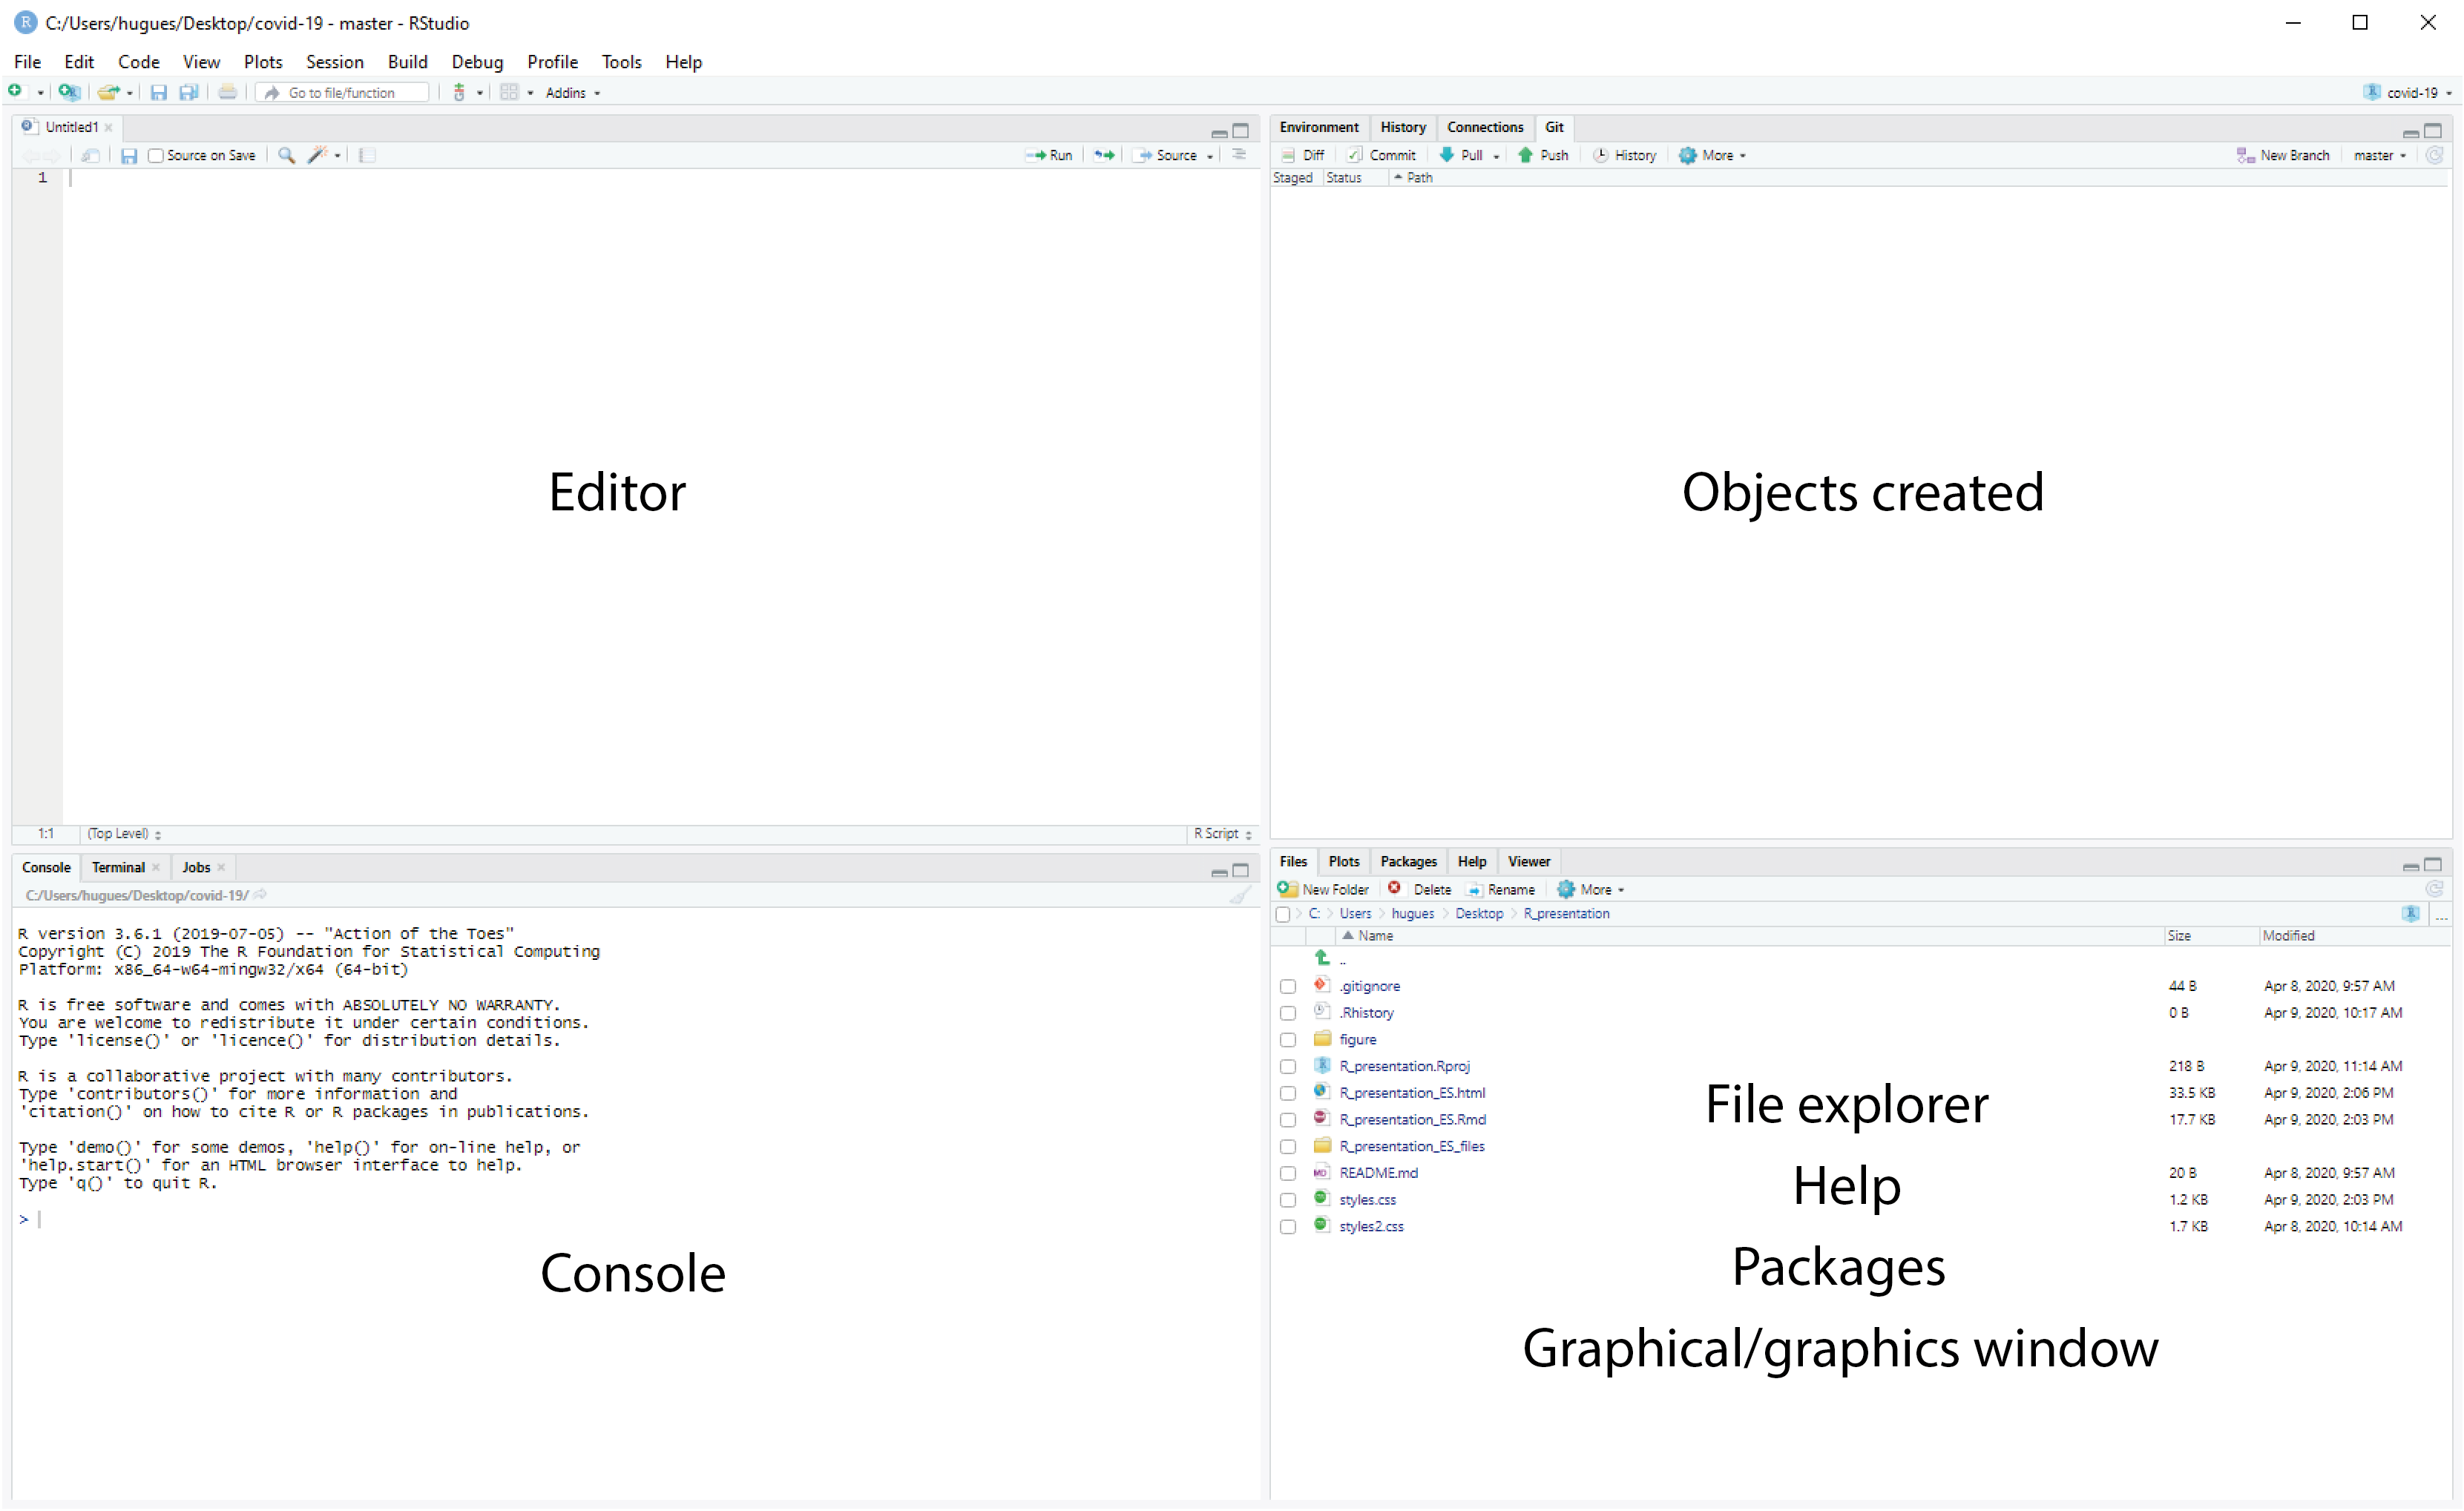 C:/Users/hugues/Desktop/covid-19 - master - RStudio
File Edit Code View Plots Session Build Debug Profile Tools Help
Go to file/function Addins covid-19
Untitled1
Source on Save Run Source
1
Editor
1:1 (Top Level) R Script
Environment History Connections Git
Diff Commit Pull Push History More New Branch master
Staged Status Path
Objects created
Console Terminal Jobs
C:/Users/hugues/Desktop/covid-19/
R version 3.6.1 (2019-07-05) -- "Action of the Toes"
Copyright (C) 2019 The R Foundation for Statistical Computing
Platform: x86_64-w64-mingw32/x64 (64-bit)
R is free software and comes with ABSOLUTELY NO WARRANTY.
You are welcome to redistribute it under certain conditions.
Type 'license()' or 'licence()' for distribution details.
R is a collaborative project with many contributors.
Type 'contributors()' for more information and
'citation()' on how to cite R or R packages in publications.
Type 'demo()' for some demos, 'help()' for on-line help, or
'help.start()' for an HTML browser interface to help.
Type 'q()' to quit R.
>
Console
Files Plots Packages Help Viewer
New Folder Delete Rename More
C: Users hugues Desktop R_presentation ...
Name Size Modified
..
.gitignore 44 B Apr 8, 2020, 9:57 AM
.Rhistory 0 B Apr 9, 2020, 10:17 AM
figure
R_presentation.Rproj 218 B Apr 9, 2020, 11:14 AM
R_presentation_ES.html 33.5 KB Apr 9, 2020, 2:06 PM
R_presentation_ES.Rmd 17.7 KB Apr 9, 2020, 2:03 PM
R_presentation_ES_files
README.md 20 B Apr 8, 2020, 9:57 AM
styles.css 1.2 KB Apr 9, 2020, 2:03 PM
styles2.css 1.7 KB Apr 8, 2020, 10:14 AM
File explorer
Help
Packages
Graphical/graphics window